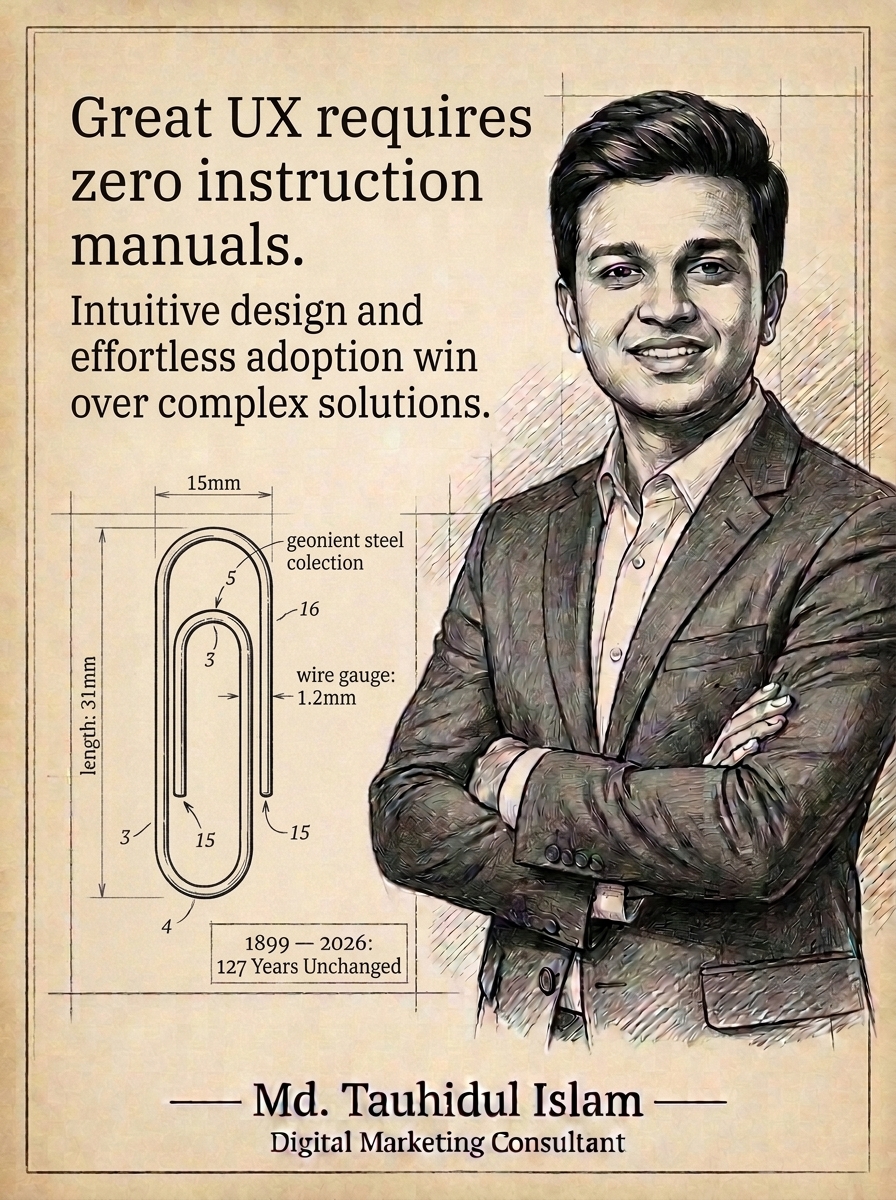 Great UX requires
zero instruction
manuals.
Intuitive design and
effortless adoption win
over complex solutions.
15mm
geonient steel
colection
5
16
3
wire gauge:
1.2mm
length: 31mm
3
15
15
4
1899 — 2026:
127 Years Unchanged
Md. Tauhidul Islam
Digital Marketing Consultant